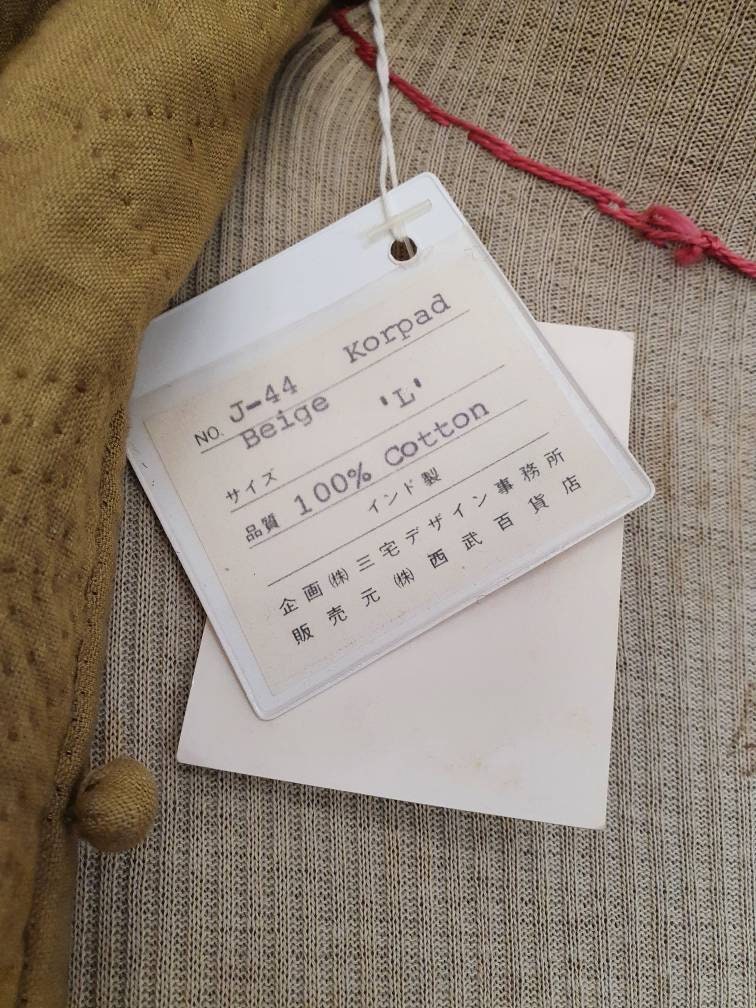 NO. J-44 Korpad
Beige 'L'
サイズ
品質 100% Cotton
インド製
企画㈱三宅デザイン事務所
販売元㈱西武百貨店